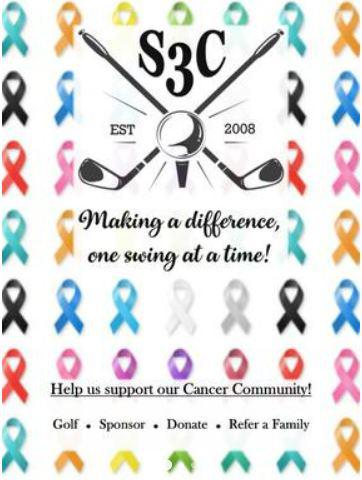 S3C
EST 2008
Making a difference,
one swing at a time!
Help us support our Cancer Community!
Golf • Sponsor • Donate • Refer a Family